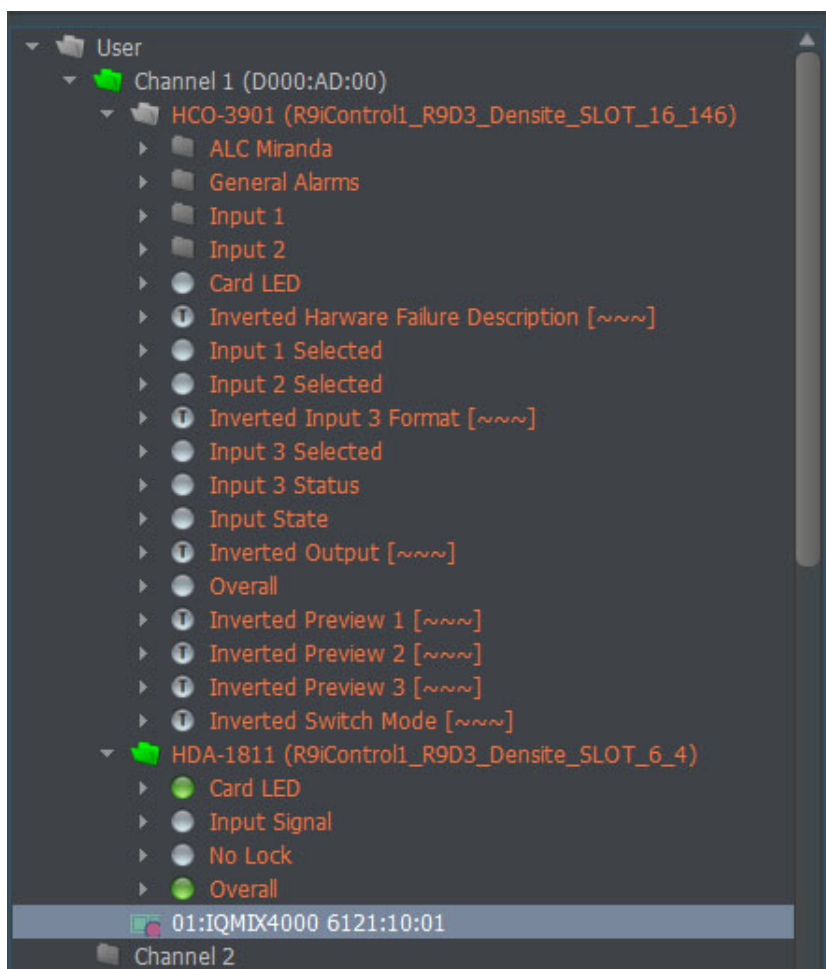 User
Channel 1 (D000:AD:00)
HCO-3901 (R9iControl1_R9D3_Densite_SLOT_16_146)
ALC Miranda
General Alarms
Input 1
Input 2
Card LED
T Inverted Harware Failure Description [~~~]
Input 1 Selected
Input 2 Selected
T Inverted Input 3 Format [~~~]
Input 3 Selected
Input 3 Status
Input State
T Inverted Output [~~~]
Overall
T Inverted Preview 1 [~~~]
T Inverted Preview 2 [~~~]
T Inverted Preview 3 [~~~]
T Inverted Switch Mode [~~~]
HDA-1811 (R9iControl1_R9D3_Densite_SLOT_6_4)
Card LED
Input Signal
No Lock
Overall
01:IQMIX4000 6121:10:01
Channel 2